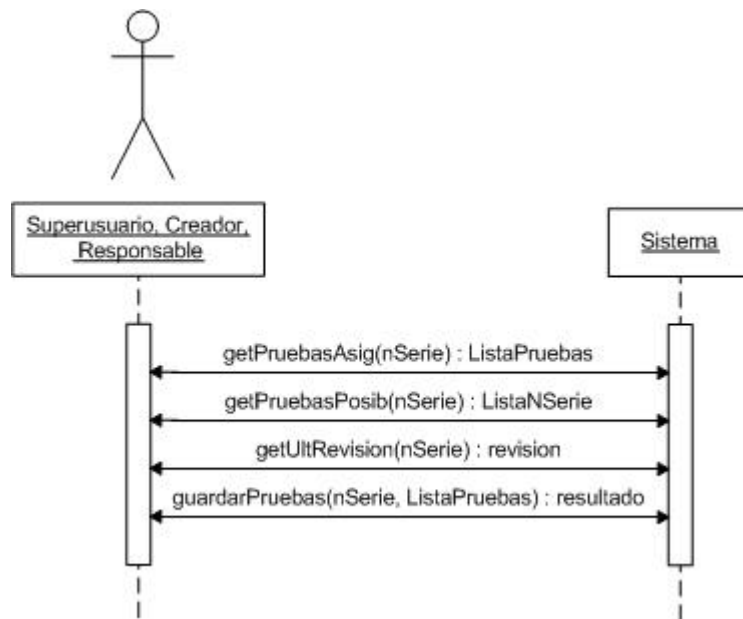 Superusuario, Creador,
Responsable
Sistema
getPruebasAsig(nSerie) : ListaPruebas
getPruebasPosib(nSerie) : ListaNSerie
getUltRevision(nSerie) : revision
guardarPruebas(nSerie, ListaPruebas) : resultado